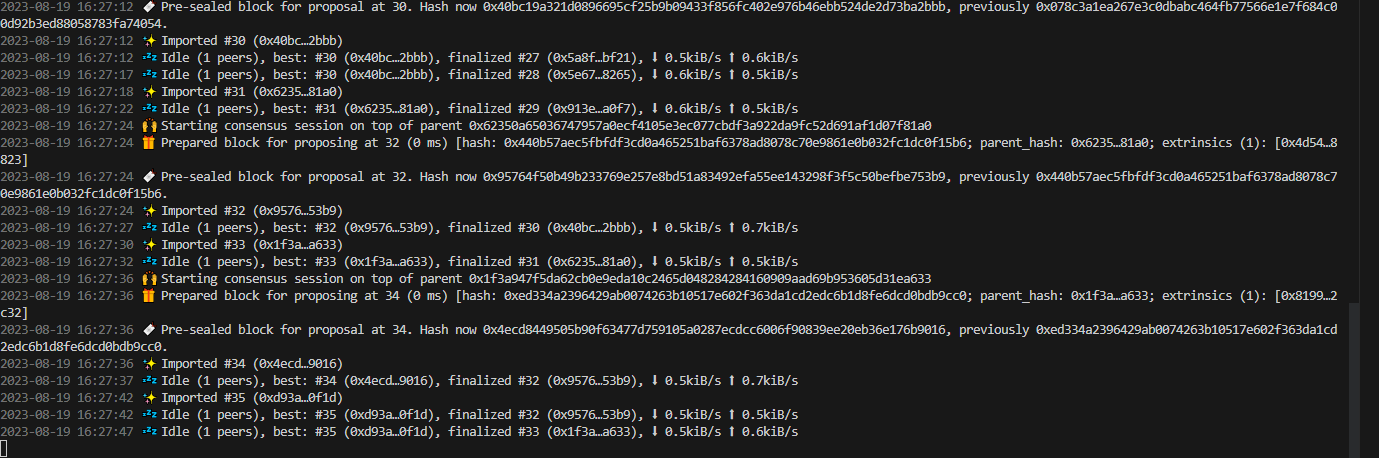 2023-08-19 16:27:12 🔖 Pre-sealed block for proposal at 30. Hash now 0x40bc19a321d0896695cf25b9b09433f856fc402e976b46ebb524de2d73ba2bbb, previously 0x078c3a1ea267e3c0dbabc464fb77566e1e7f684c0
0d92b3ed88058783fa74054.
2023-08-19 16:27:12 ✨ Imported #30 (0x40bc…2bbb)
2023-08-19 16:27:12 💤 Idle (1 peers), best: #30 (0x40bc…2bbb), finalized #27 (0x5a8f…bf21), ⬇ 0.5kiB/s ⬆ 0.6kiB/s
2023-08-19 16:27:17 💤 Idle (1 peers), best: #30 (0x40bc…2bbb), finalized #28 (0x5e67…8265), ⬇ 0.6kiB/s ⬆ 0.5kiB/s
2023-08-19 16:27:18 ✨ Imported #31 (0x6235…81a0)
2023-08-19 16:27:22 💤 Idle (1 peers), best: #31 (0x6235…81a0), finalized #29 (0x913e…a0f7), ⬇ 0.6kiB/s ⬆ 0.5kiB/s
2023-08-19 16:27:24 🙌 Starting consensus session on top of parent 0x62350a65036747957a0ecf4105e3ec077cbdf3a922da9fc52d691af1d07f81a0
2023-08-19 16:27:24 🎁 Prepared block for proposing at 32 (0 ms) [hash: 0x440b57aec5fbfdf3cd0a465251baf6378ad8078c70e9861e0b032fc1dc0f15b6; parent_hash: 0x6235…81a0; extrinsics (1): [0x4d54…8
823]
2023-08-19 16:27:24 🔖 Pre-sealed block for proposal at 32. Hash now 0x95764f50b49b233769e257e8bd51a83492efa55ee143298f3f5c50befbe753b9, previously 0x440b57aec5fbfdf3cd0a465251baf6378ad8078c7
0e9861e0b032fc1dc0f15b6.
2023-08-19 16:27:24 ✨ Imported #32 (0x9576…53b9)
2023-08-19 16:27:27 💤 Idle (1 peers), best: #32 (0x9576…53b9), finalized #30 (0x40bc…2bbb), ⬇ 0.5kiB/s ⬆ 0.7kiB/s
2023-08-19 16:27:30 ✨ Imported #33 (0x1f3a…a633)
2023-08-19 16:27:32 💤 Idle (1 peers), best: #33 (0x1f3a…a633), finalized #31 (0x6235…81a0), ⬇ 0.5kiB/s ⬆ 0.5kiB/s
2023-08-19 16:27:36 🙌 Starting consensus session on top of parent 0x1f3a947f5da62cb0e9eda10c2465d048284284160909aad69b953605d31ea633
2023-08-19 16:27:36 🎁 Prepared block for proposing at 34 (0 ms) [hash: 0xed334a2396429ab0074263b10517e602f363da1cd2edc6b1d8fe6dcd0bdb9cc0; parent_hash: 0x1f3a…a633; extrinsics (1): [0x8199…2
c32]
2023-08-19 16:27:36 🔖 Pre-sealed block for proposal at 34. Hash now 0x4ecd8449505b90f63477d759105a0287ecdcc6006f90839ee20eb36e176b9016, previously 0xed334a2396429ab0074263b10517e602f363da1cd
2edc6b1d8fe6dcd0bdb9cc0.
2023-08-19 16:27:36 ✨ Imported #34 (0x4ecd…9016)
2023-08-19 16:27:37 💤 Idle (1 peers), best: #34 (0x4ecd…9016), finalized #32 (0x9576…53b9), ⬇ 0.5kiB/s ⬆ 0.7kiB/s
2023-08-19 16:27:42 ✨ Imported #35 (0xd93a…0f1d)
2023-08-19 16:27:42 💤 Idle (1 peers), best: #35 (0xd93a…0f1d), finalized #32 (0x9576…53b9), ⬇ 0.5kiB/s ⬆ 0.5kiB/s
2023-08-19 16:27:47 💤 Idle (1 peers), best: #35 (0xd93a…0f1d), finalized #33 (0x1f3a…a633), ⬇ 0.5kiB/s ⬆ 0.6kiB/s